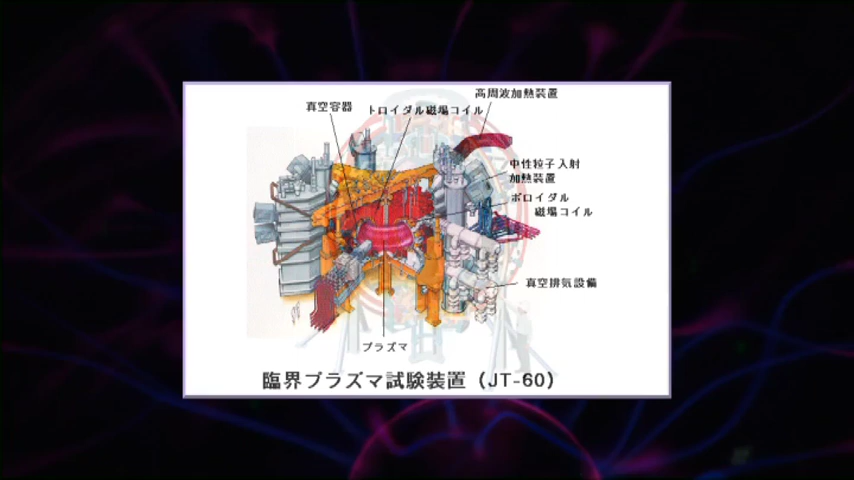 高周波加熱装置
真空容器
トロイダル磁場コイル
中性粒子入射
加熱装置
ポロイダル
磁場コイル
真空排気設備
プラズマ
臨界プラズマ試験装置（JT-60）